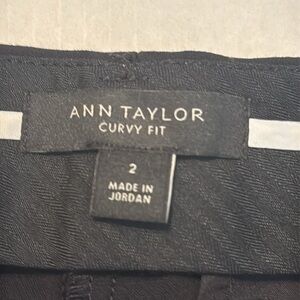 ANN TAYLOR
CURVY FIT
2
MADE IN
JORDAN